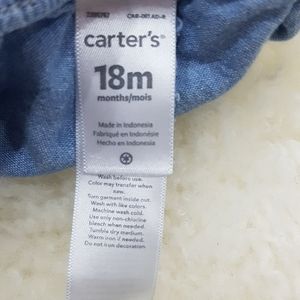 carter's®
18m
months/mois
Made in Indonesia
Fabriqué en Indonésie
Hecho en Indonesia
Wash before use.
Color may transfer when
new.
Turn garment inside out.
Wash with like colors.
Machine wash cold.
Use only non-chlorine
bleach when needed.
Tumble dry medium.
Warm iron if needed.
Do not iron decoration